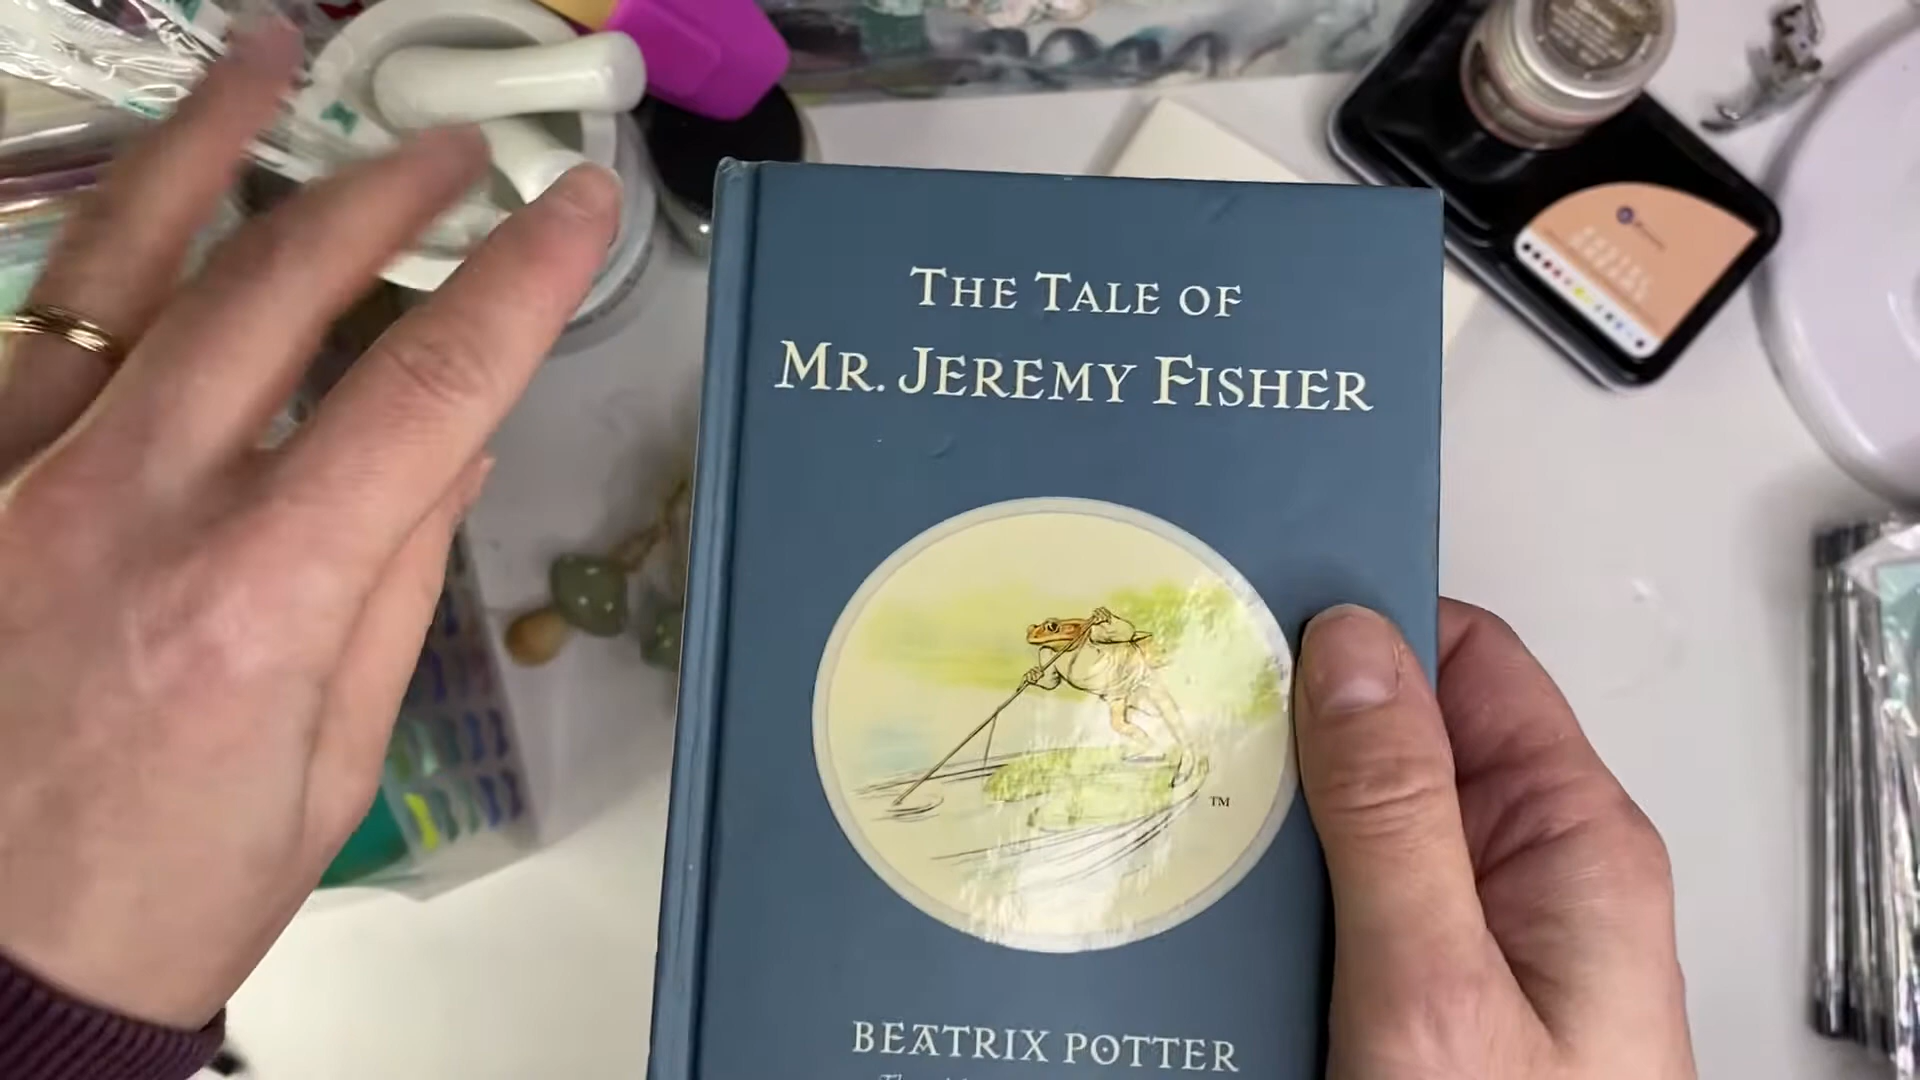 THE TALE OF
MR. JEREMY FISHER
TM
BEATRIX POTTER